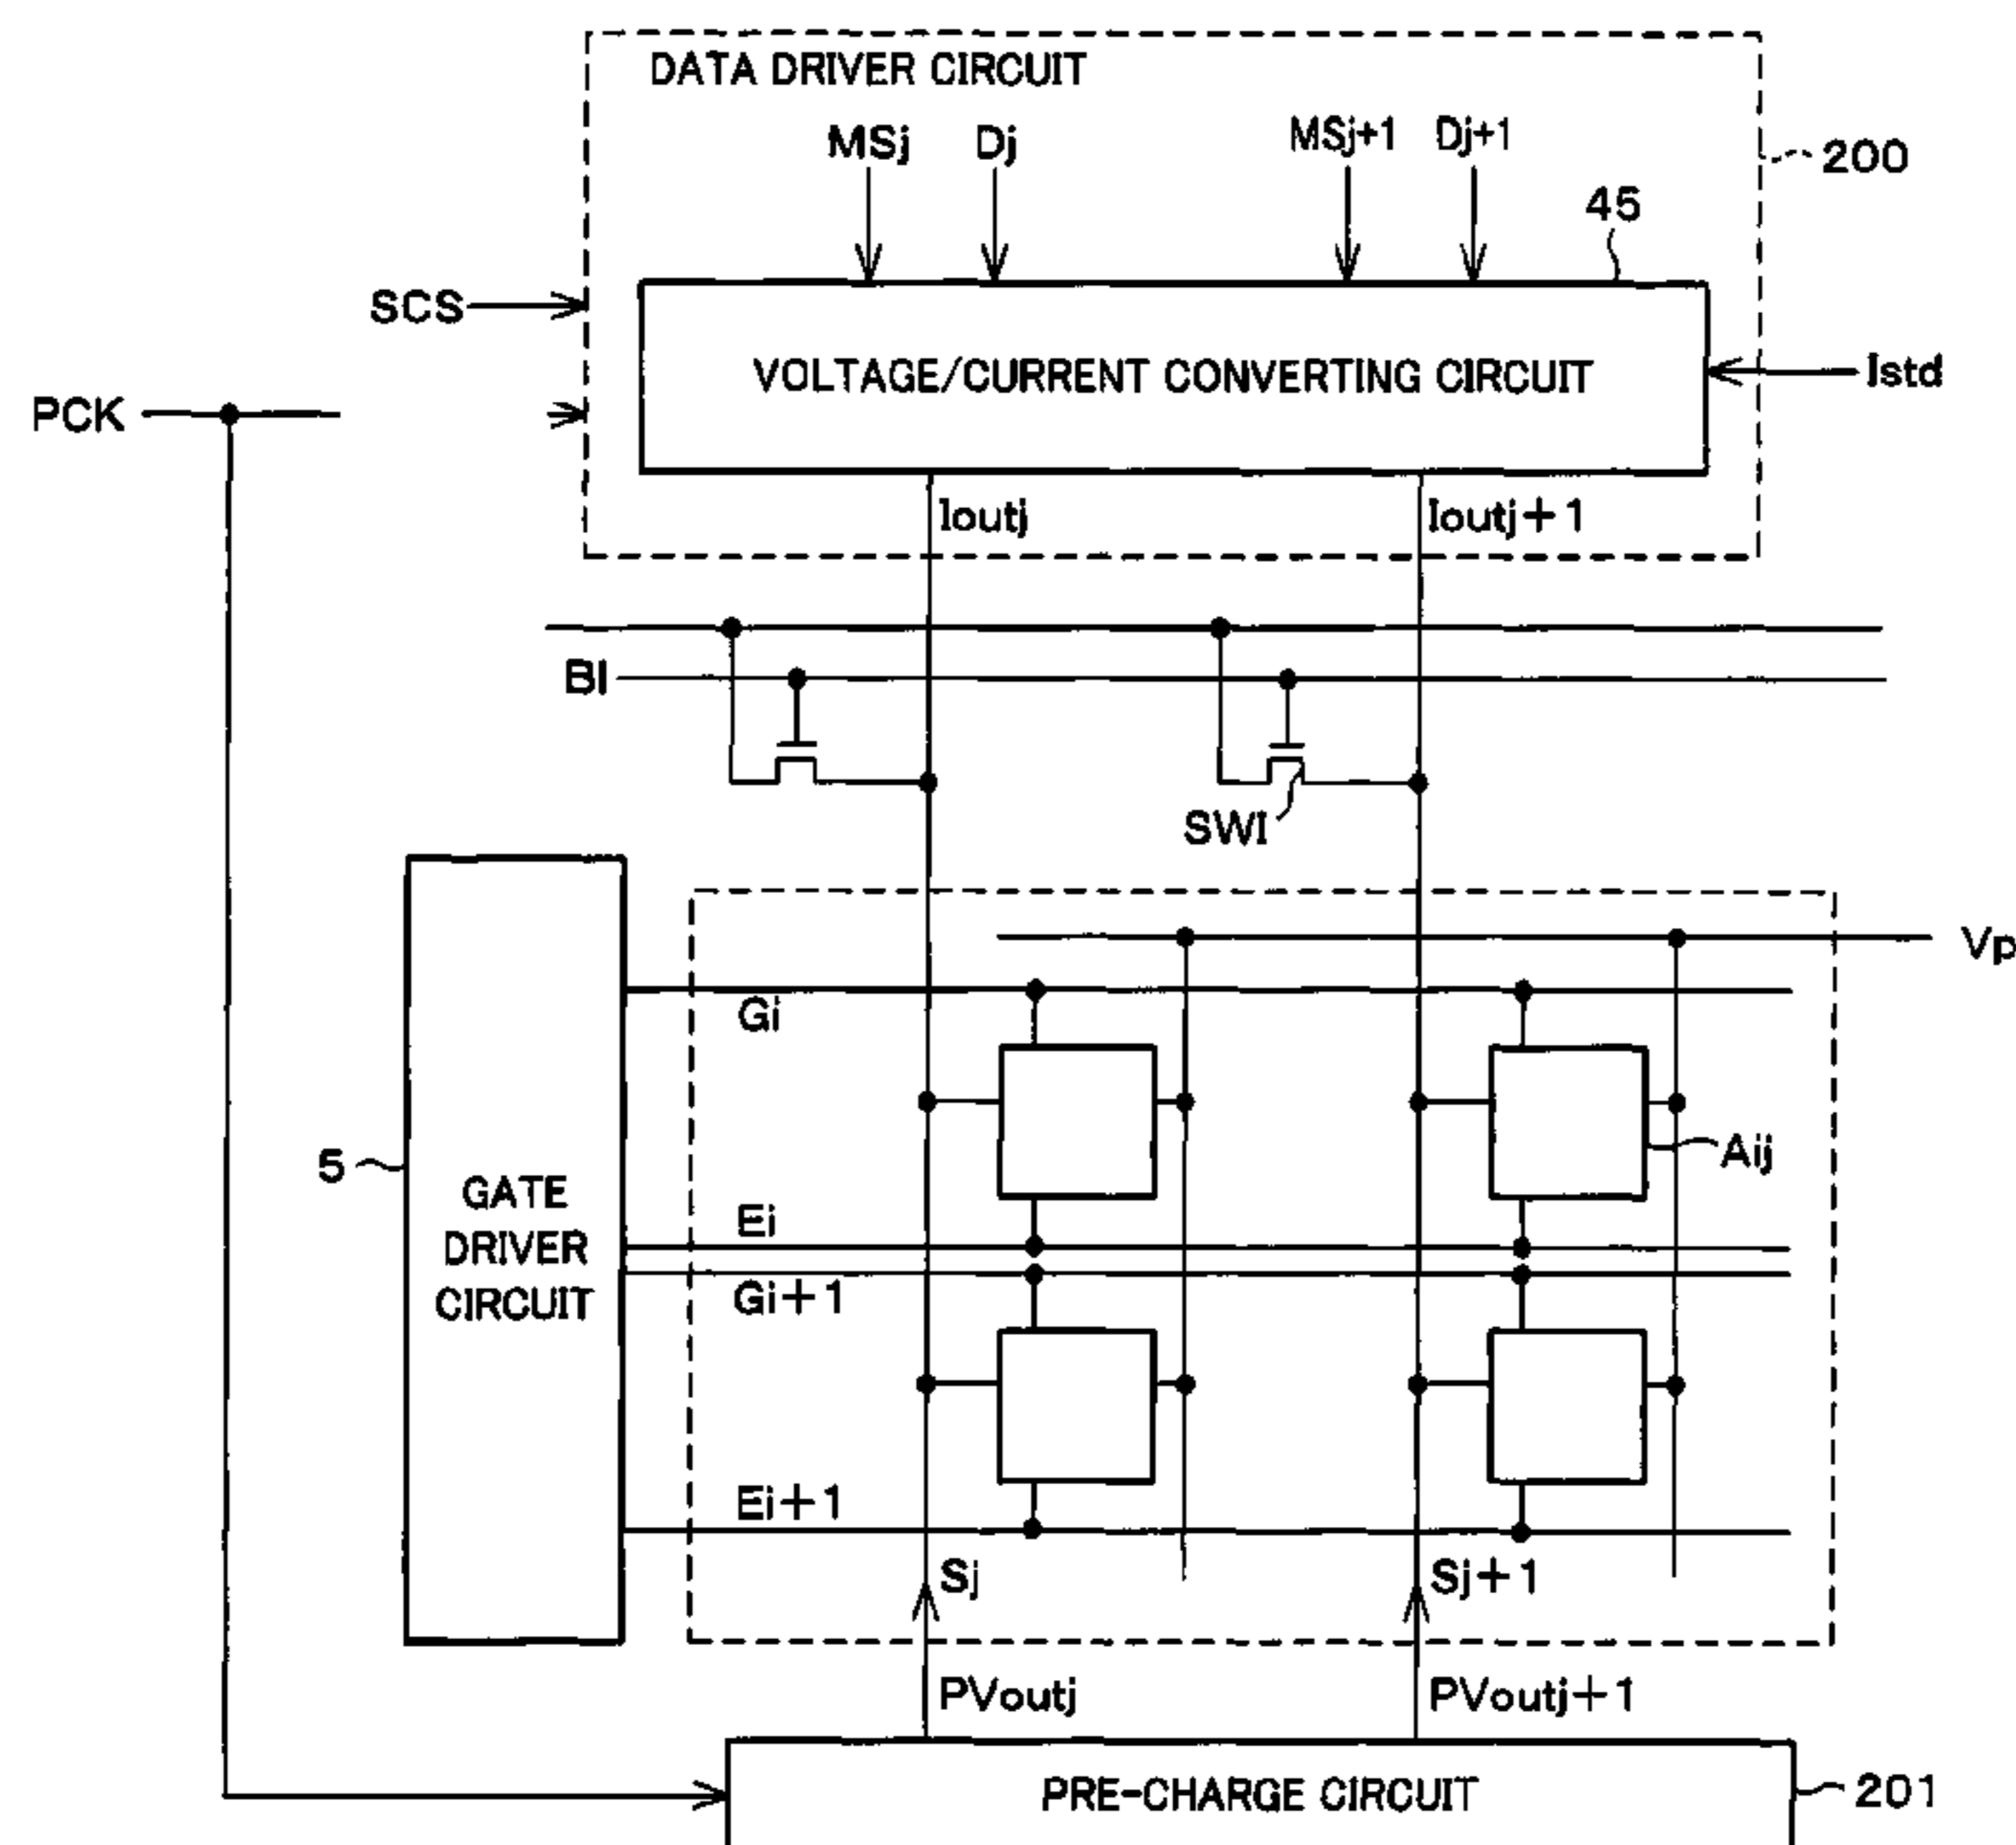 DATA DRIVER CIRCUIT
MSj Dj MSj+1 Dj+1
200
45
SCS
VOLTAGE/CURRENT CONVERTING CIRCUIT
Istd
PCK
Ioutj Ioutj+1
BI
SWI
Vp
Gi
5
Aij
GATE
DRIVER
CIRCUIT
Ei
Gi+1
Ei+1
Sj Sj+1
PVoutj PVoutj+1
PRE-CHARGE CIRCUIT
201